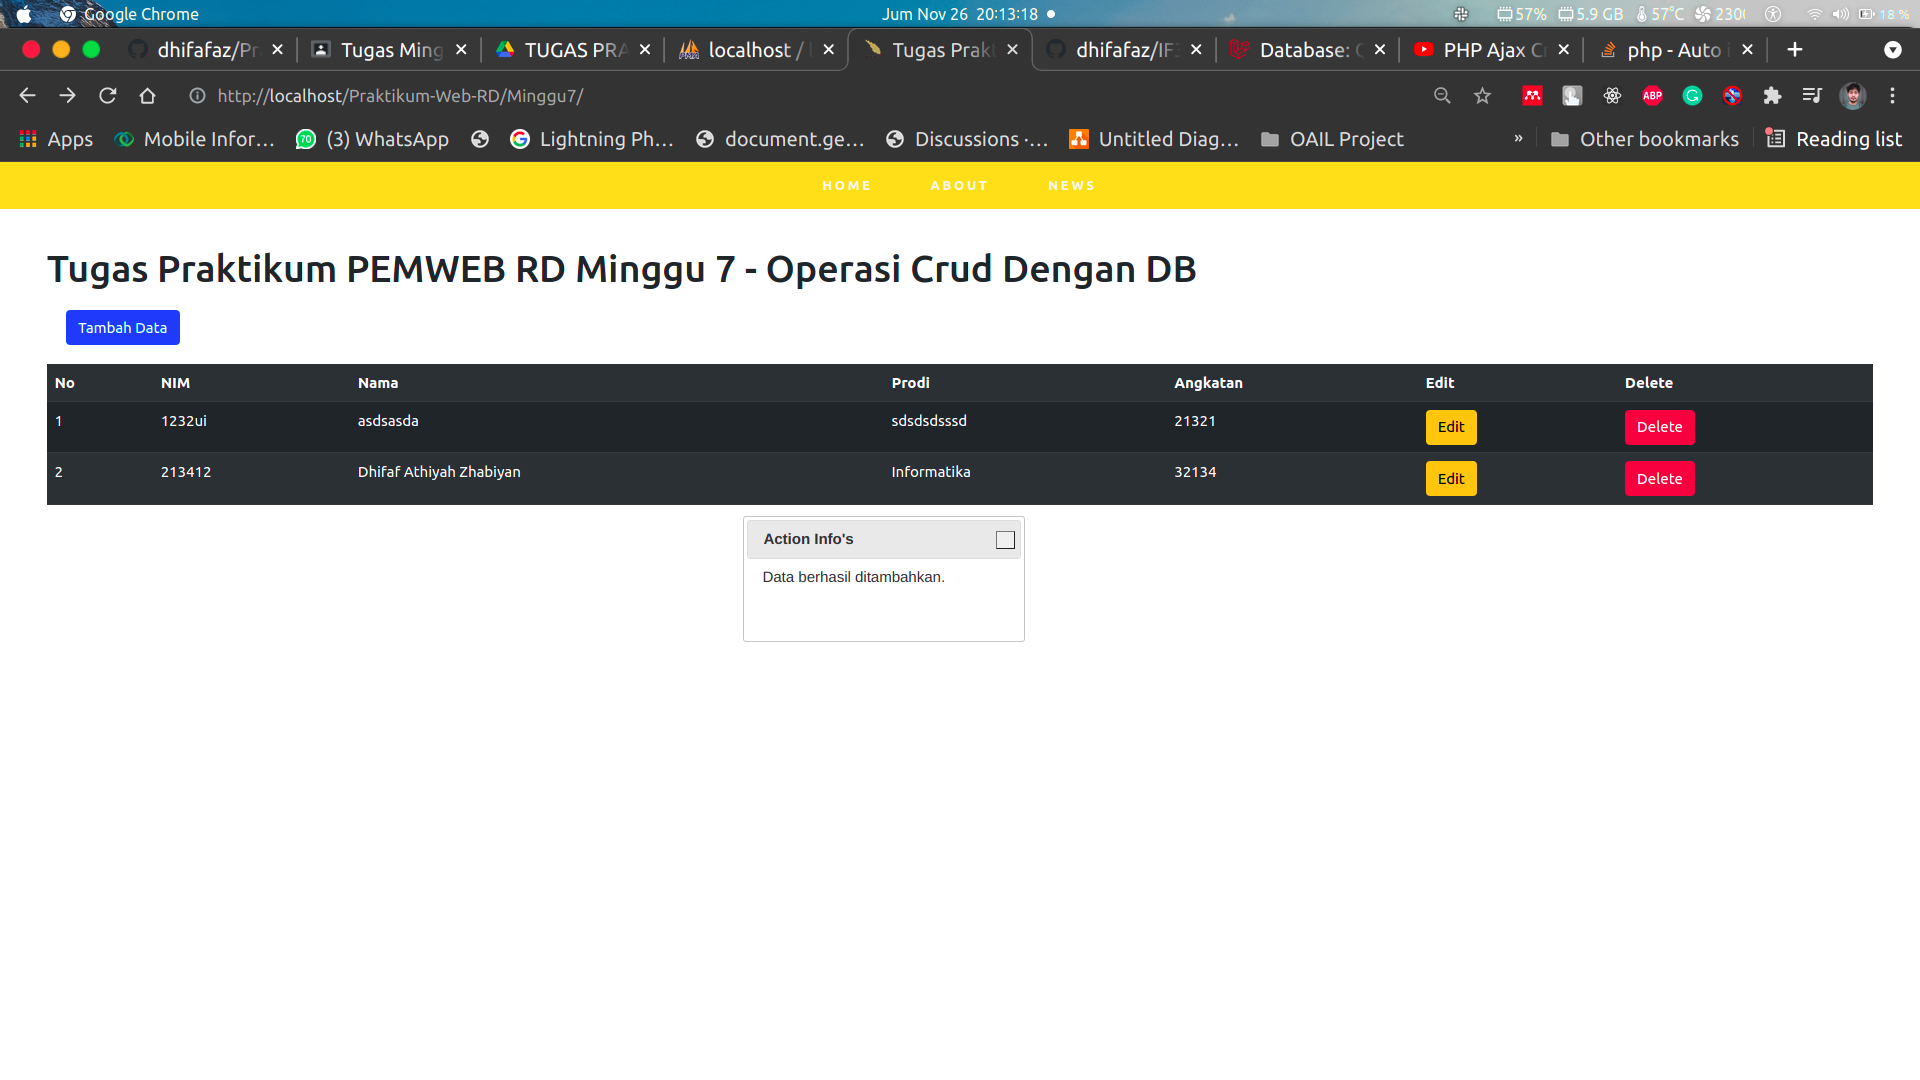 Google Chrome Jum Nov 26 20:13:18 57% 5.9 GB 57°C 230 18 %
dhifafaz/Pr Tugas Ming TUGAS PRA localhost / Tugas Prakt dhifafaz/IF Database: PHP Ajax C php - Auto
http://localhost/Praktikum-Web-RD/Minggu7/
Apps Mobile Infor... (3) WhatsApp Lightning Ph... document.ge... Discussions ·... Untitled Diag... OAIL Project » Other bookmarks Reading list
HOME ABOUT NEWS
Tugas Praktikum PEMWEB RD Minggu 7 - Operasi Crud Dengan DB
Tambah Data
No NIM Nama Prodi Angkatan Edit Delete
1 1232ui asdsasda sdsdsdsssd 21321 Edit Delete
2 213412 Dhifaf Athiyah Zhabiyan Informatika 32134 Edit Delete
Action Info's
Data berhasil ditambahkan.